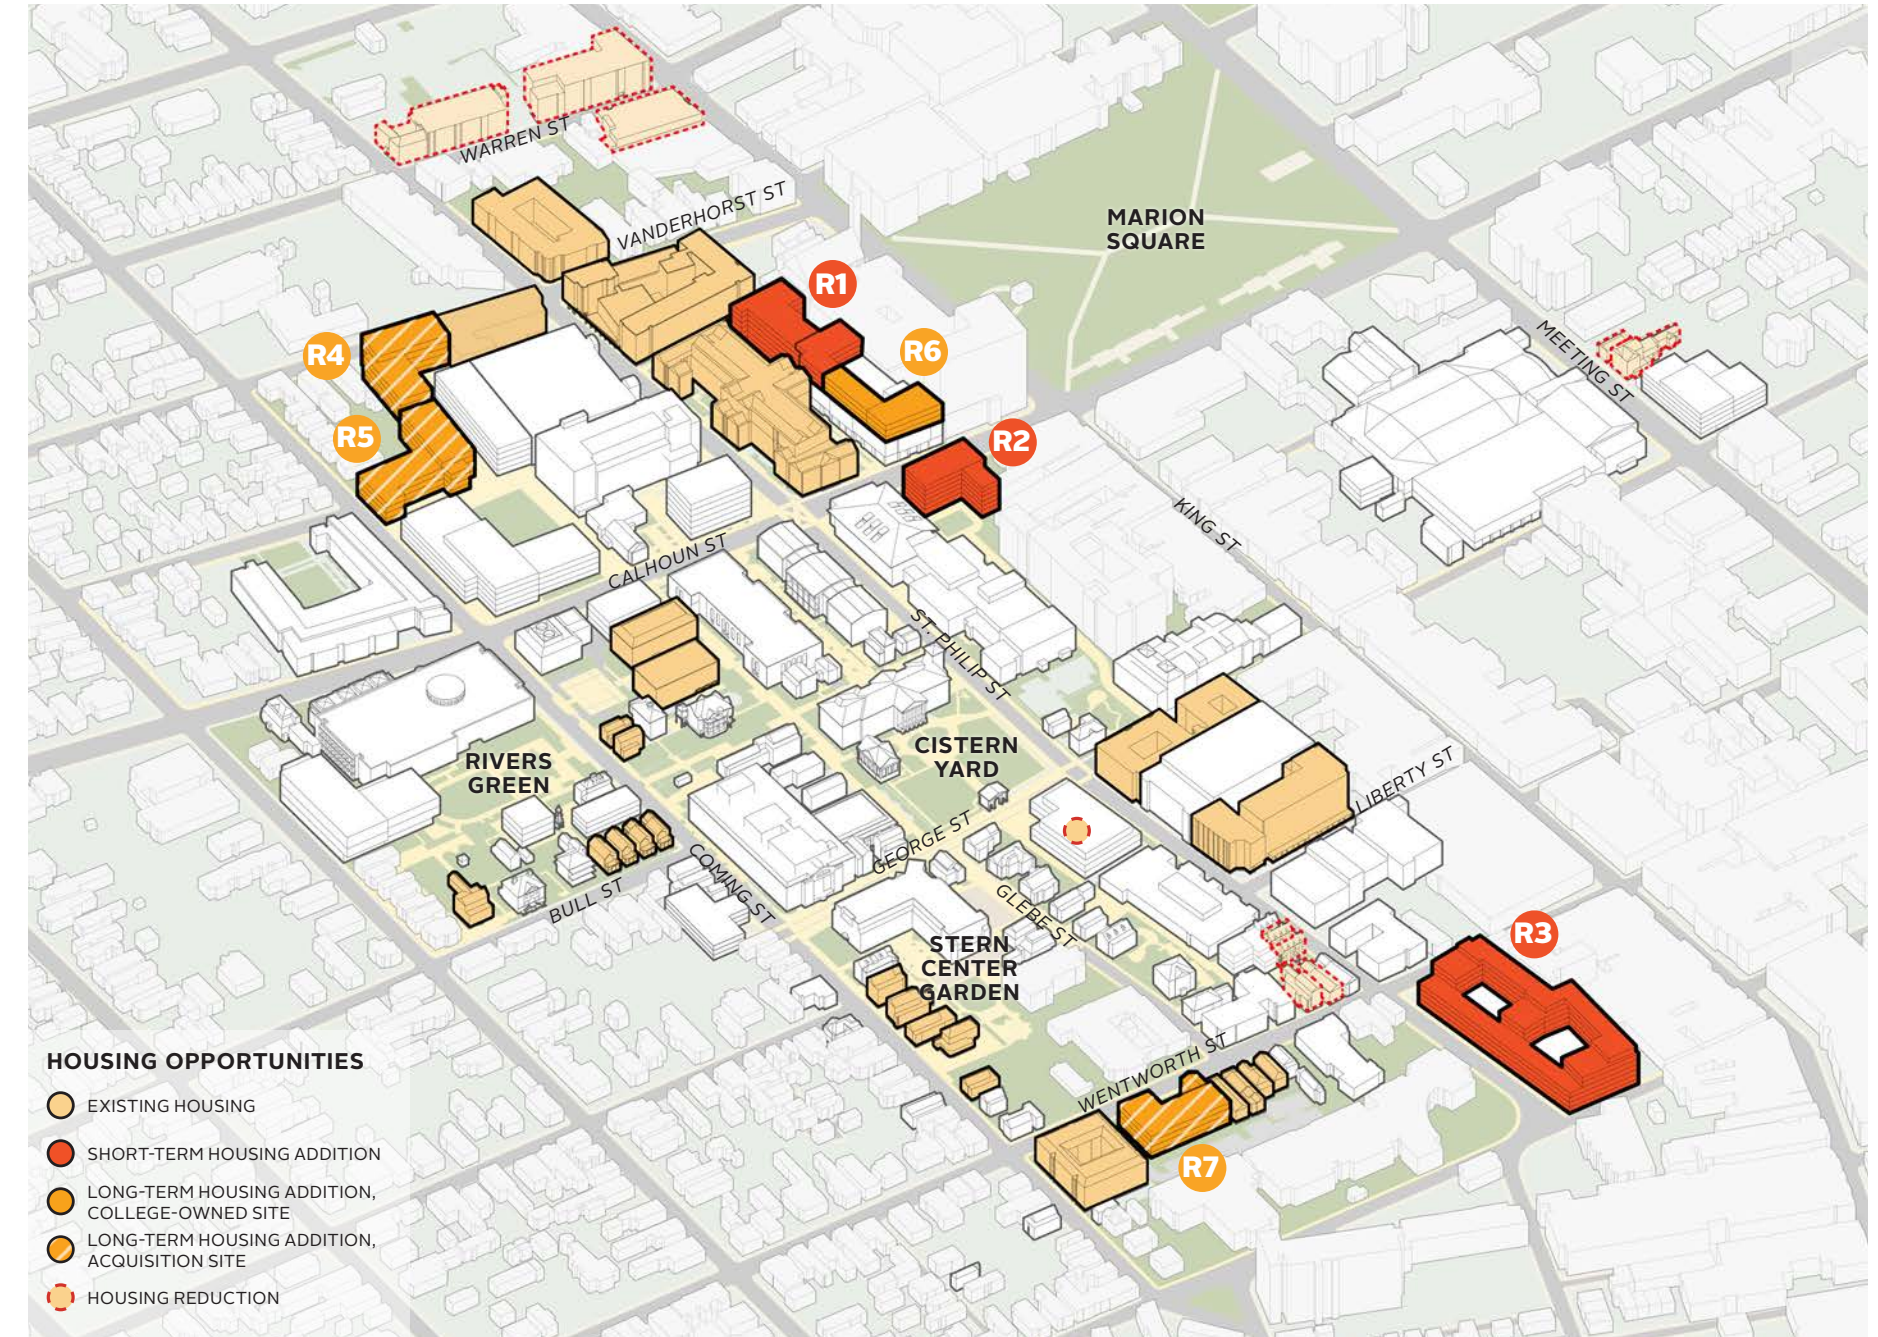 WARREN ST
VANDERHORST ST
MARION
SQUARE
R1
R4
R6
MEETING ST
R5
R2
KING ST
CALHOUN ST
ST. PHILIP ST
CISTERN
YARD
RIVERS
GREEN
LIBERTY ST
GEORGE ST
COMING ST
BULL ST
GLEBE ST
STERN
CENTER
GARDEN
R3
WENTWORTH ST
R7
HOUSING OPPORTUNITIES
EXISTING HOUSING
SHORT-TERM HOUSING ADDITION
LONG-TERM HOUSING ADDITION,
COLLEGE-OWNED SITE
LONG-TERM HOUSING ADDITION,
ACQUISITION SITE
HOUSING REDUCTION